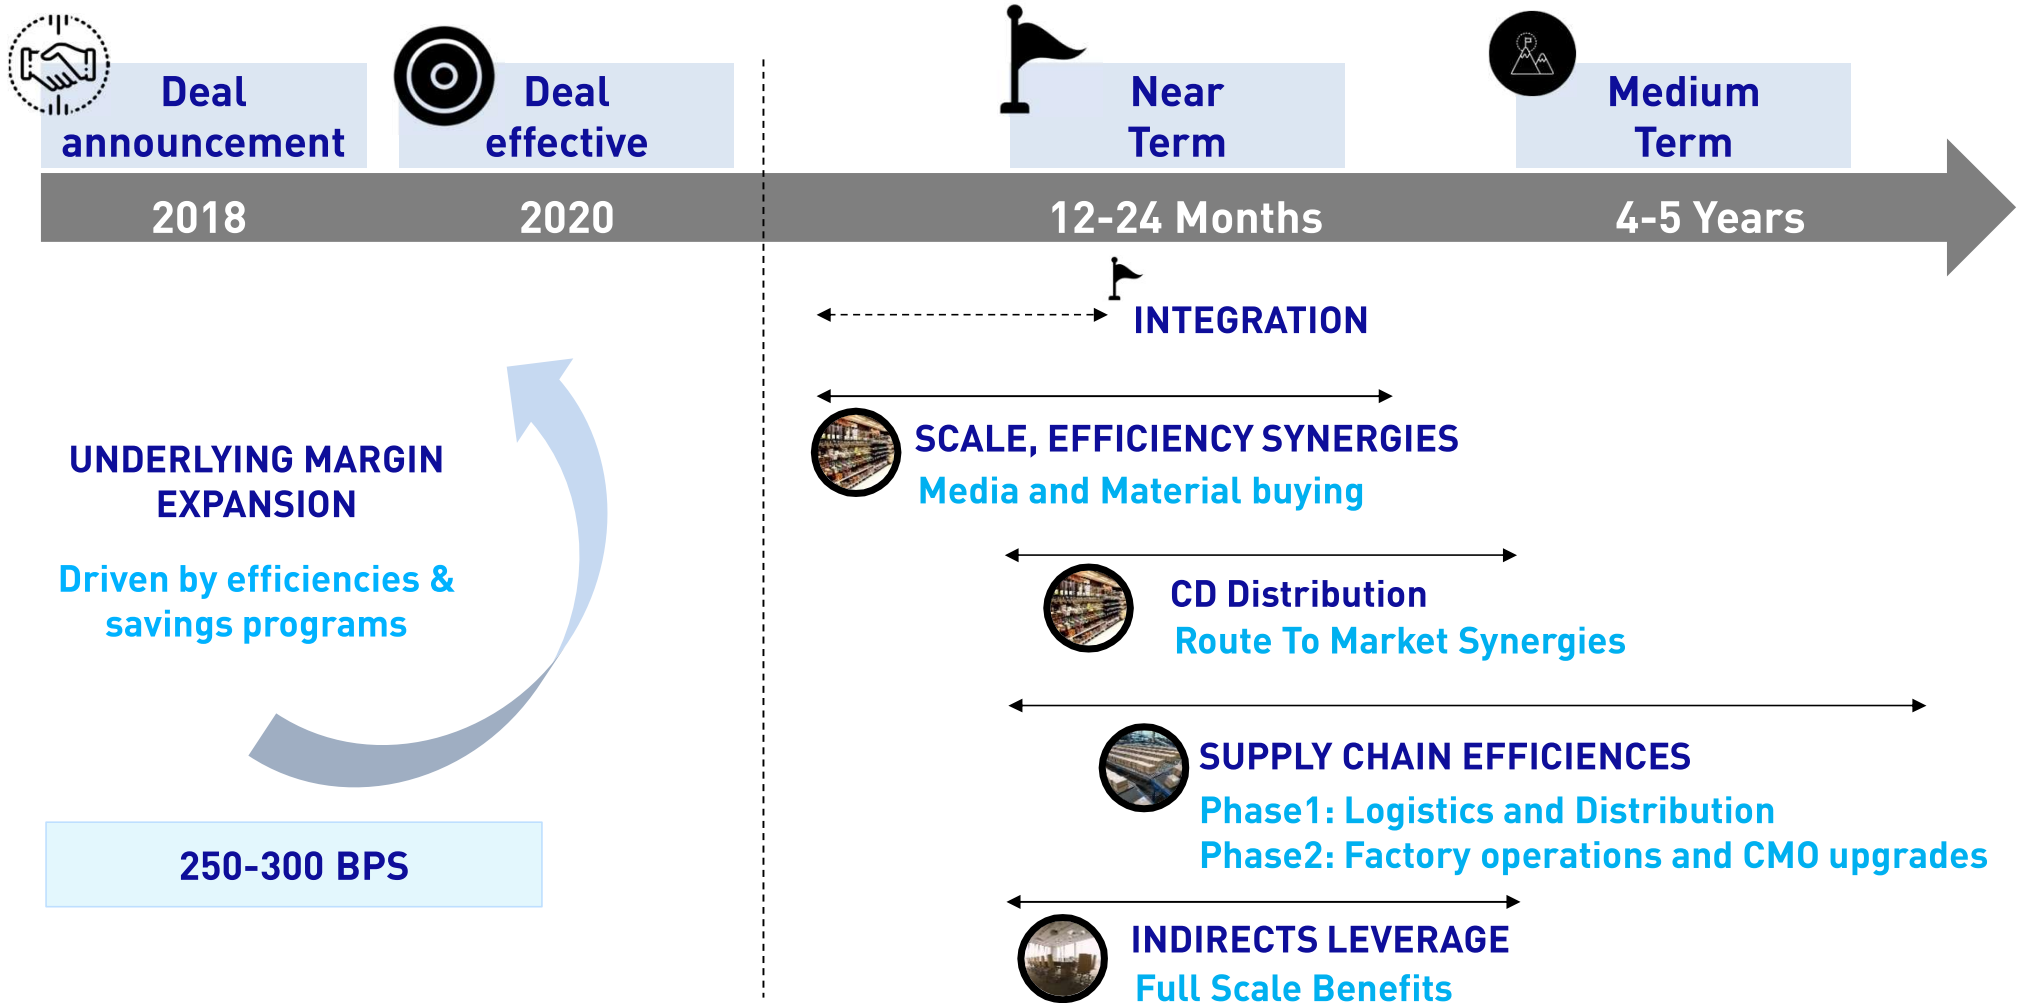 Deal
announcement
Deal
effective
Near
Term
Medium
Term
2018
2020
12-24 Months
4-5 Years
INTEGRATION
UNDERLYING MARGIN
EXPANSION
Driven by efficiencies &
savings programs
250-300 BPS
SCALE, EFFICIENCY SYNERGIES
Media and Material buying
CD Distribution
Route To Market Synergies
SUPPLY CHAIN EFFICIENCES
Phase1: Logistics and Distribution
Phase2: Factory operations and CMO upgrades
INDIRECTS LEVERAGE
Full Scale Benefits